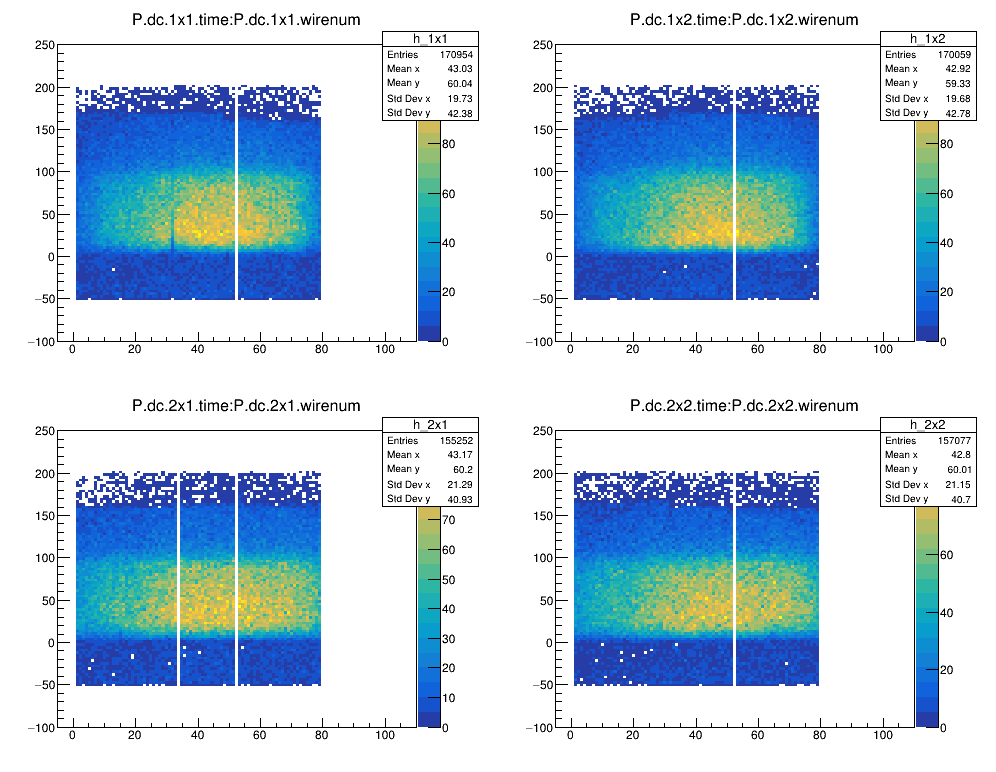 P.dc.1x1.time:P.dc.1x1.wirenum
h_1x1
Entries 170954
Mean x 43.03
Mean y 60.04
Std Dev x 19.73
Std Dev y 42.38
250
200
150
100
50
0
−50
−100
0 20 40 60 80 100
80
60
40
20
0
P.dc.1x2.time:P.dc.1x2.wirenum
h_1x2
Entries 170059
Mean x 42.92
Mean y 59.33
Std Dev x 19.68
Std Dev y 42.78
250
200
150
100
50
0
−50
−100
0 20 40 60 80 100
80
60
40
20
0
P.dc.2x1.time:P.dc.2x1.wirenum
h_2x1
Entries 155252
Mean x 43.17
Mean y 60.2
Std Dev x 21.29
Std Dev y 40.93
250
200
150
100
50
0
−50
−100
0 20 40 60 80 100
70
60
50
40
30
20
10
0
P.dc.2x2.time:P.dc.2x2.wirenum
h_2x2
Entries 157077
Mean x 42.8
Mean y 60.01
Std Dev x 21.15
Std Dev y 40.7
250
200
150
100
50
0
−50
−100
0 20 40 60 80 100
60
40
20
0